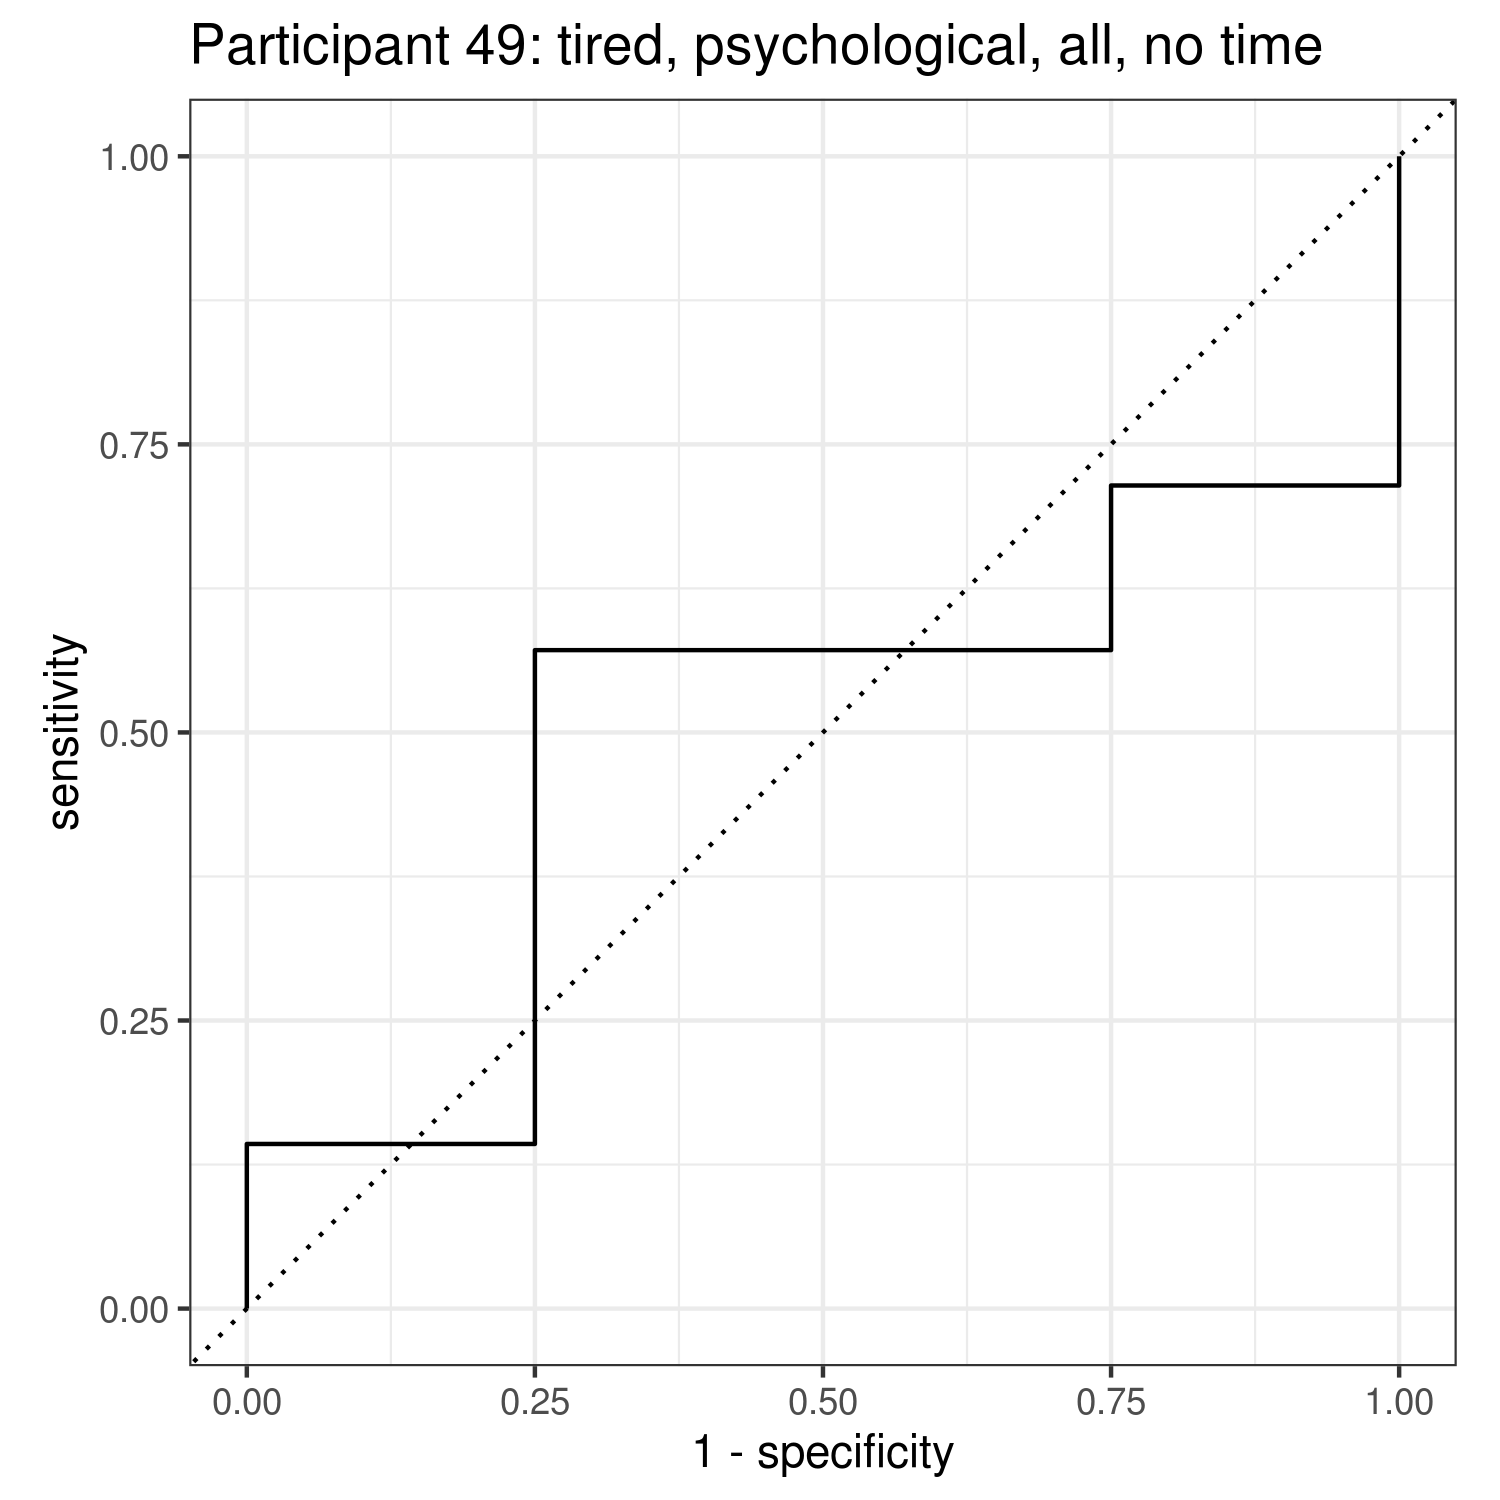 Participant 49: tired, psychological, all, no time
1.00
0.75
0.50
0.25
0.00
sensitivity
0.00 0.25 0.50 0.75 1.00
1 - specificity